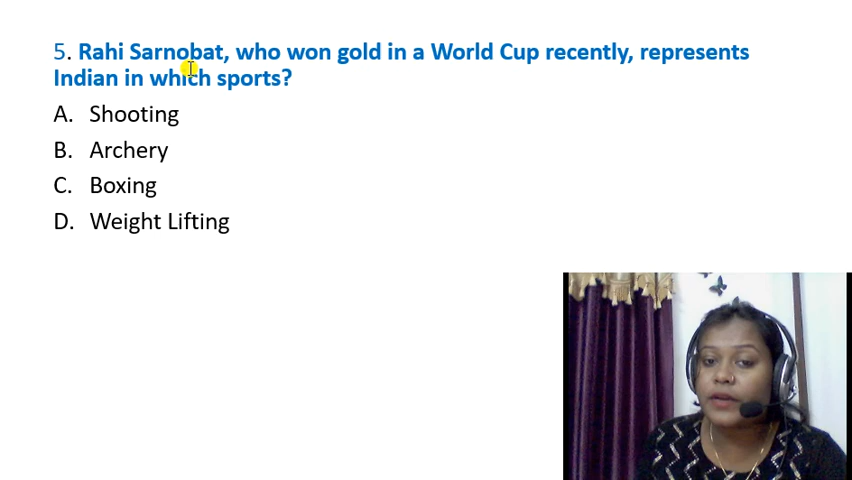 5. Rahi Sarnobat, who won gold in a World Cup recently, represents
Indian in which sports?
A. Shooting
B. Archery
C. Boxing
D. Weight Lifting